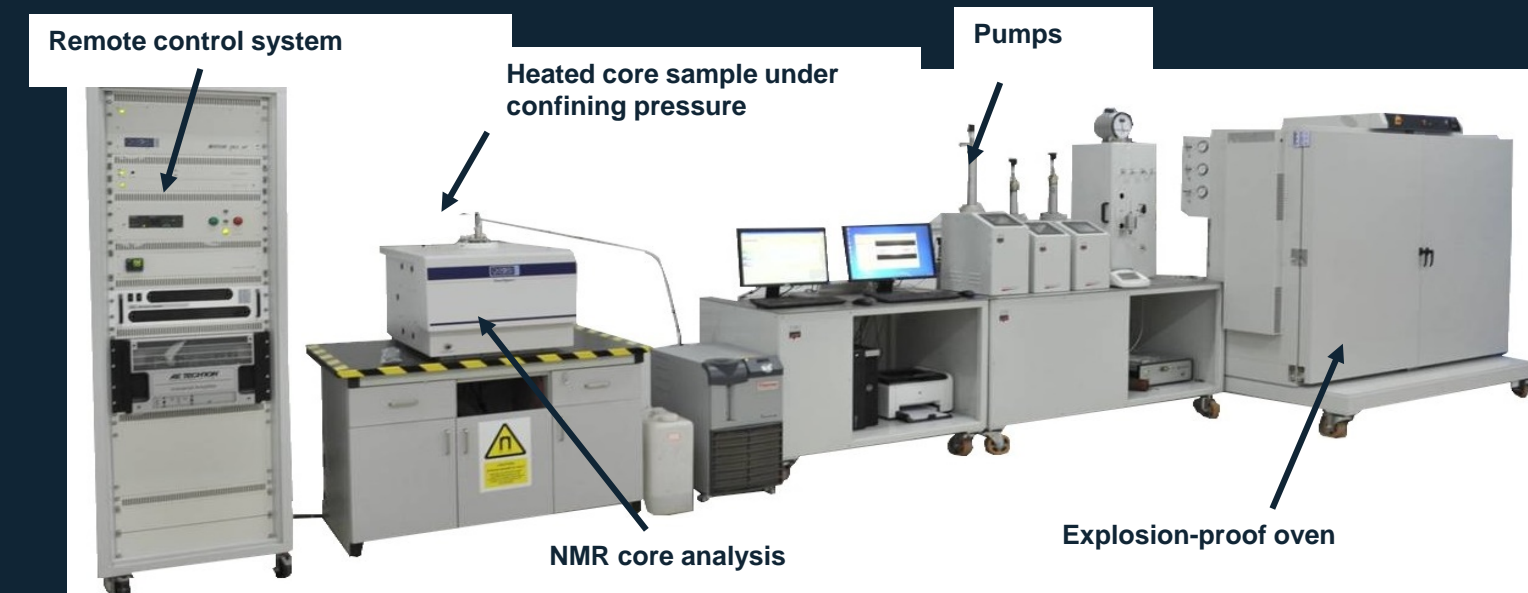 Remote control system
Heated core sample under
confining pressure
Pumps
AE TECHRON
NMR core analysis
Explosion-proof oven